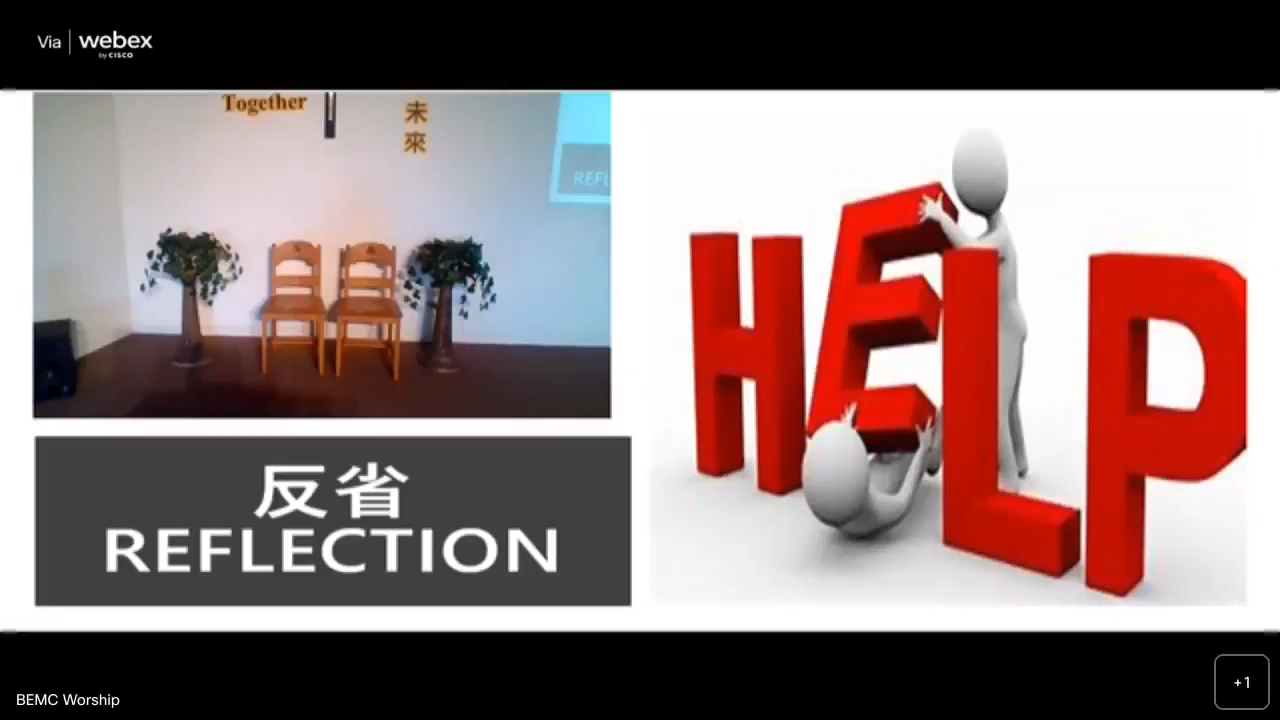 Via webex
by CISCO
Together
未
來
REFL
反省
REFLECTION
HELP
BEMC Worship
+1